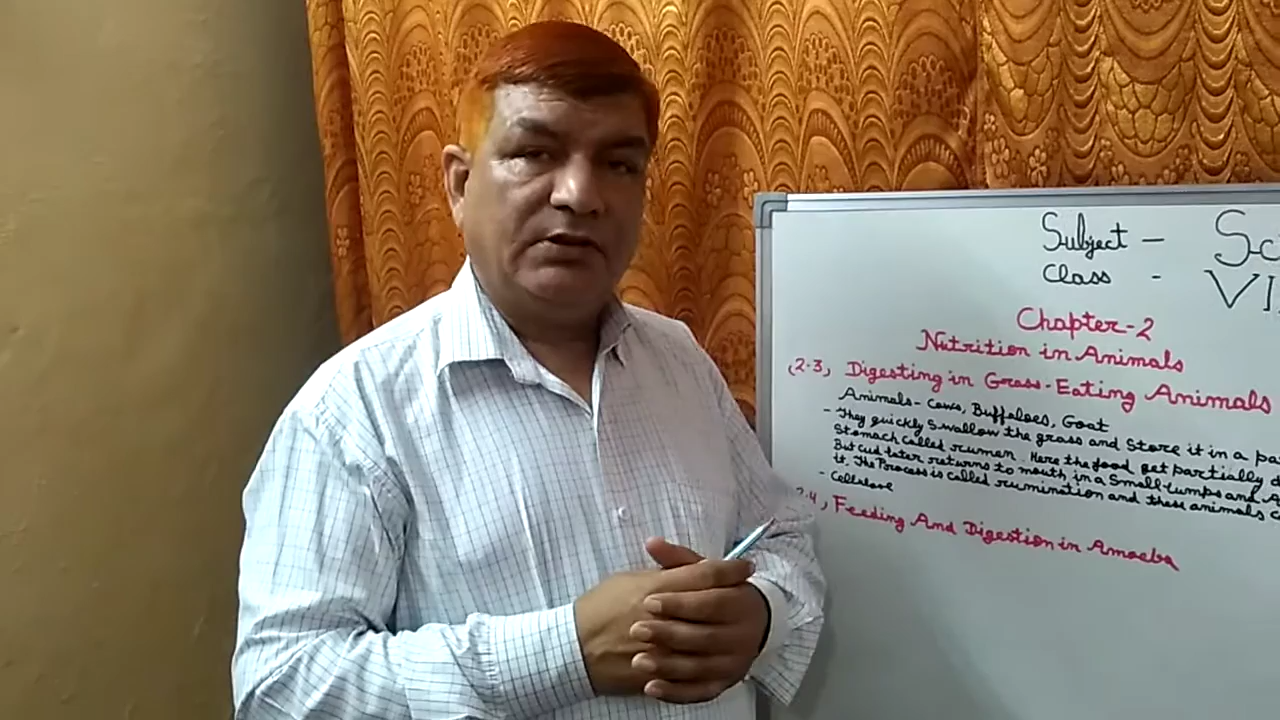 Subject - Sci
Class - VI
Chapter-2
Nutrition in Animals
(2.3, Digesting in Grass-Eating Animals
Animals- Cows, Buffaloes, Goat
- They quickly swallow the grass and store it in a pa
Stomach called rumen. Here the food get partially d
But cud later returns to mouth in a small lumps and A
it. The Process is called rumination and these animals c
- Cellulose
2.4, Feeding And Digestion in Amoeba